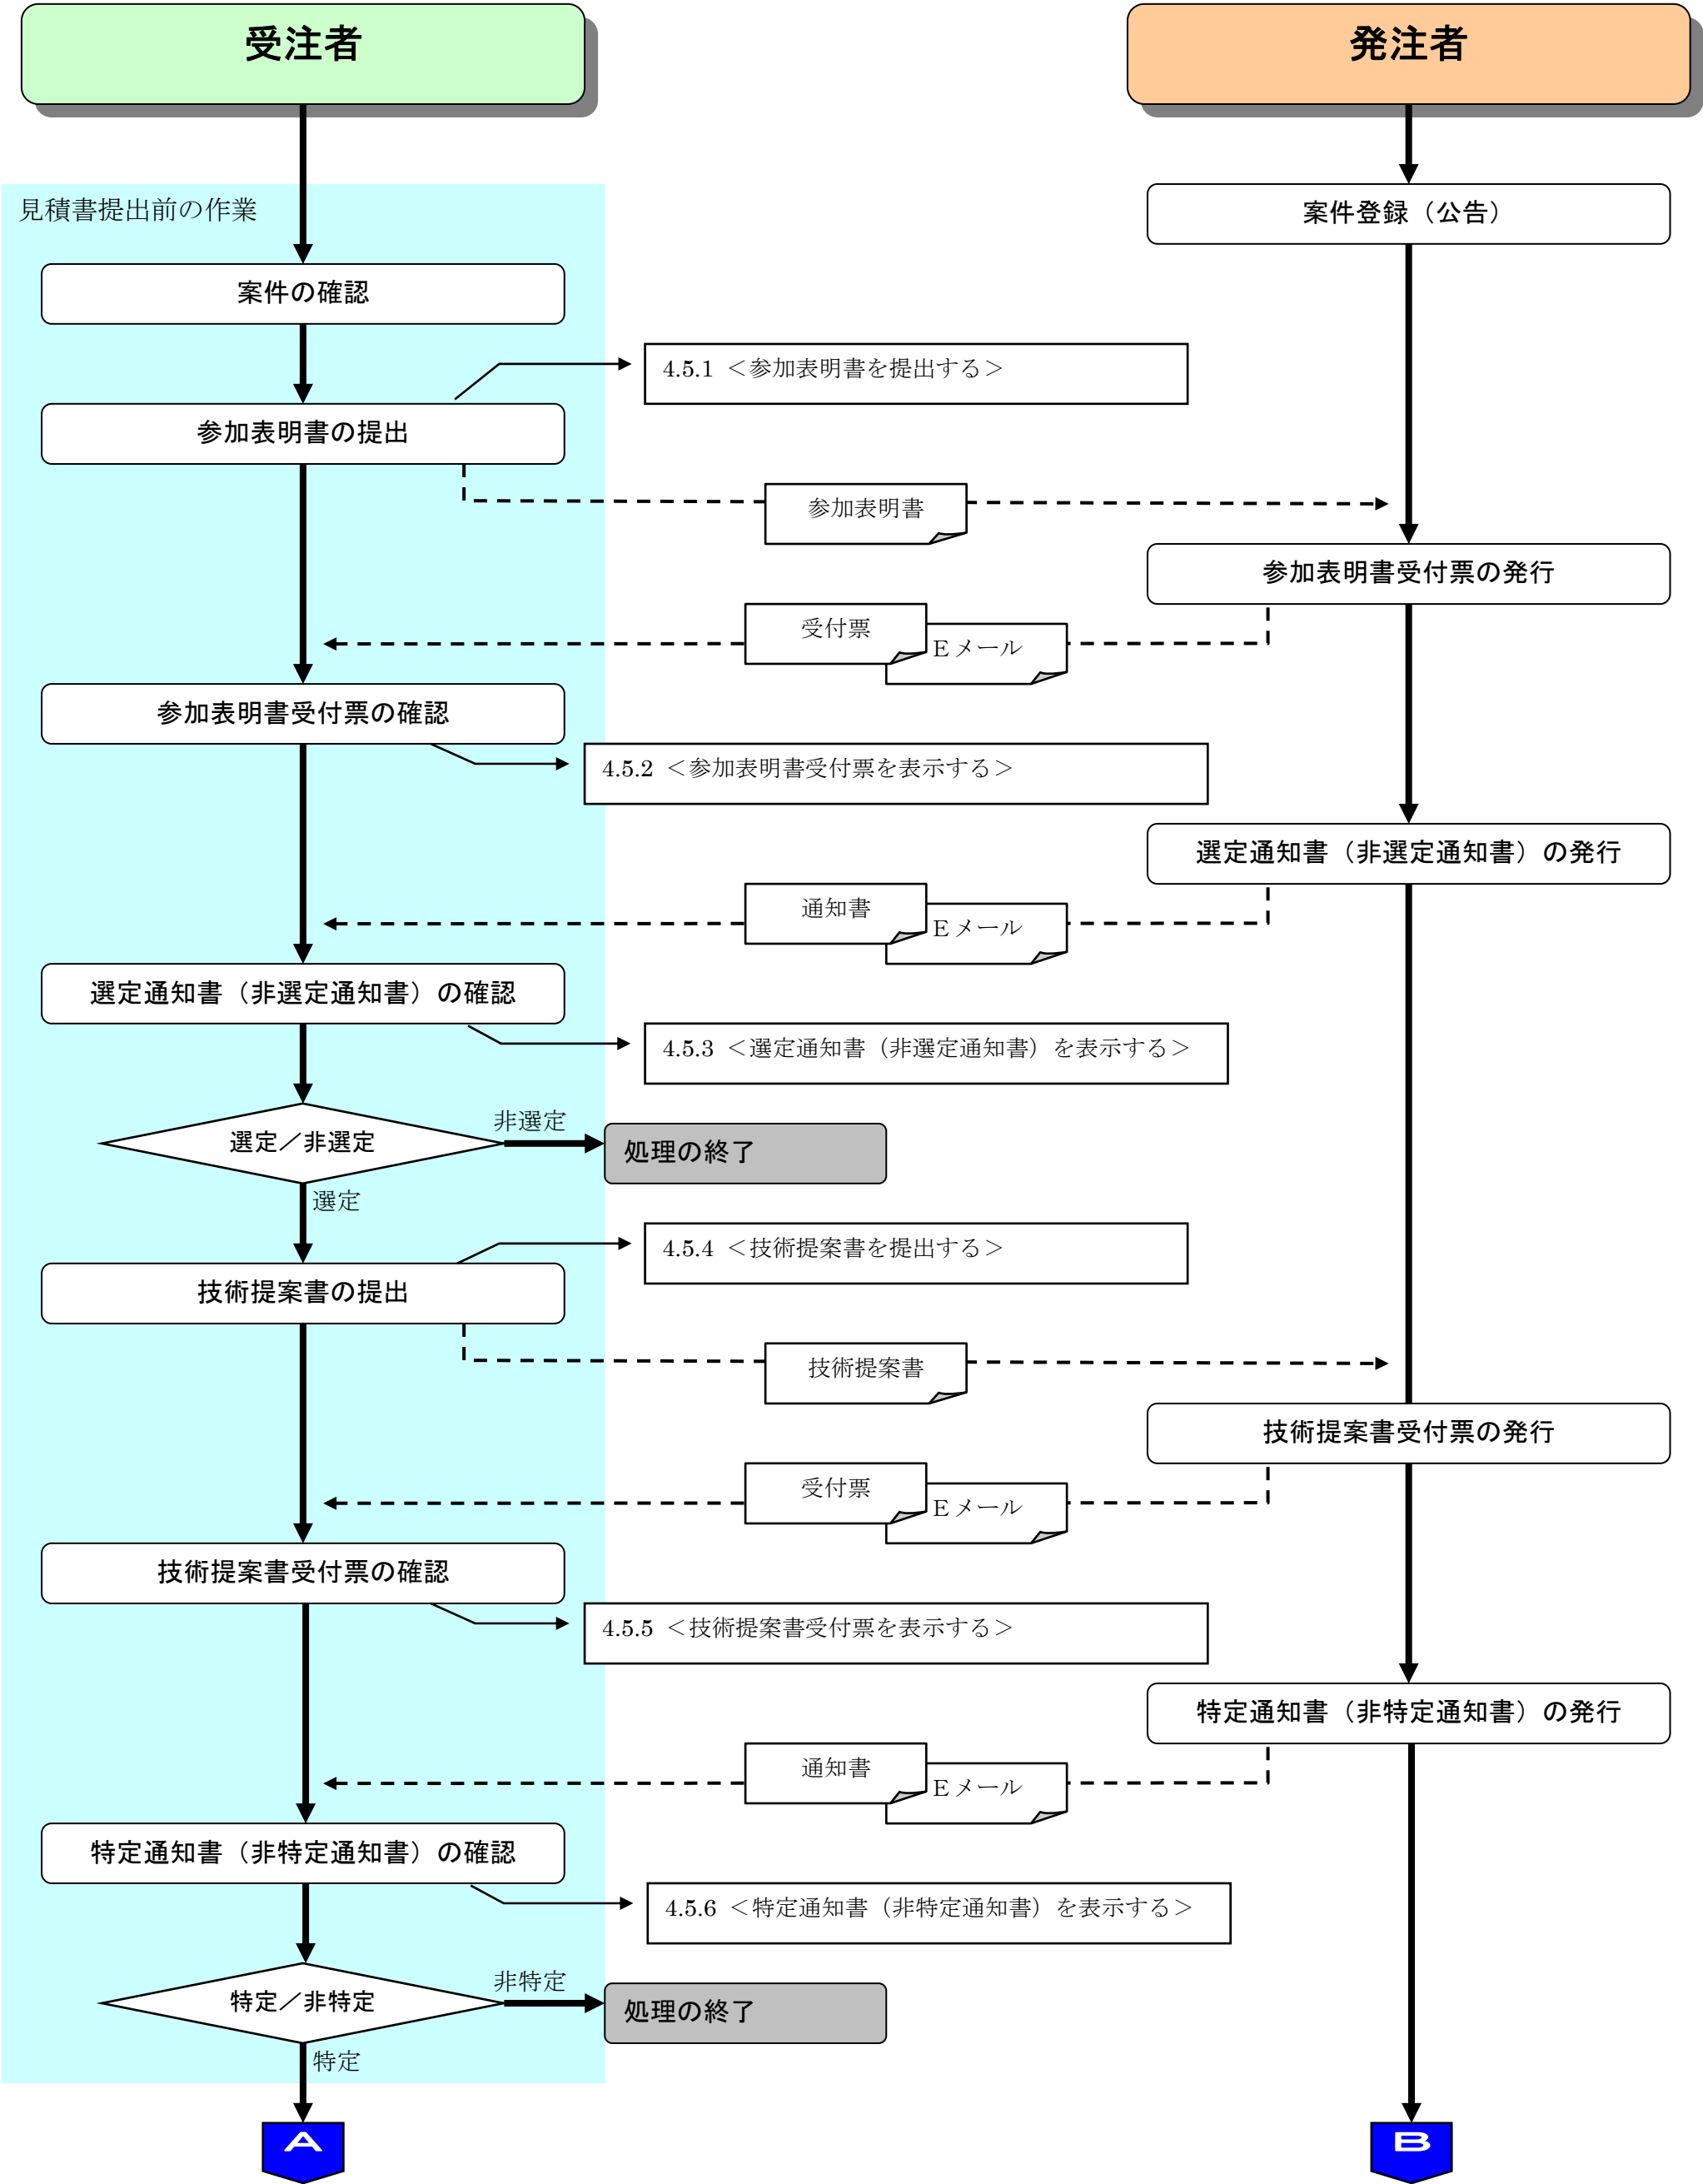 受注者
発注者
見積書提出前の作業
案件登録（公告）
案件の確認
4.5.1 ＜参加表明書を提出する＞
参加表明書の提出
参加表明書
参加表明書受付票の発行
受付票
Ｅメール
参加表明書受付票の確認
4.5.2 ＜参加表明書受付票を表示する＞
選定通知書（非選定通知書）の発行
通知書
Ｅメール
選定通知書（非選定通知書）の確認
4.5.3 ＜選定通知書（非選定通知書）を表示する＞
非選定
選定／非選定
処理の終了
選定
4.5.4 ＜技術提案書を提出する＞
技術提案書の提出
技術提案書
技術提案書受付票の発行
受付票
Ｅメール
技術提案書受付票の確認
4.5.5 ＜技術提案書受付票を表示する＞
特定通知書（非特定通知書）の発行
通知書
Ｅメール
特定通知書（非特定通知書）の確認
4.5.6 ＜特定通知書（非特定通知書）を表示する＞
非特定
特定／非特定
処理の終了
特定
A
B